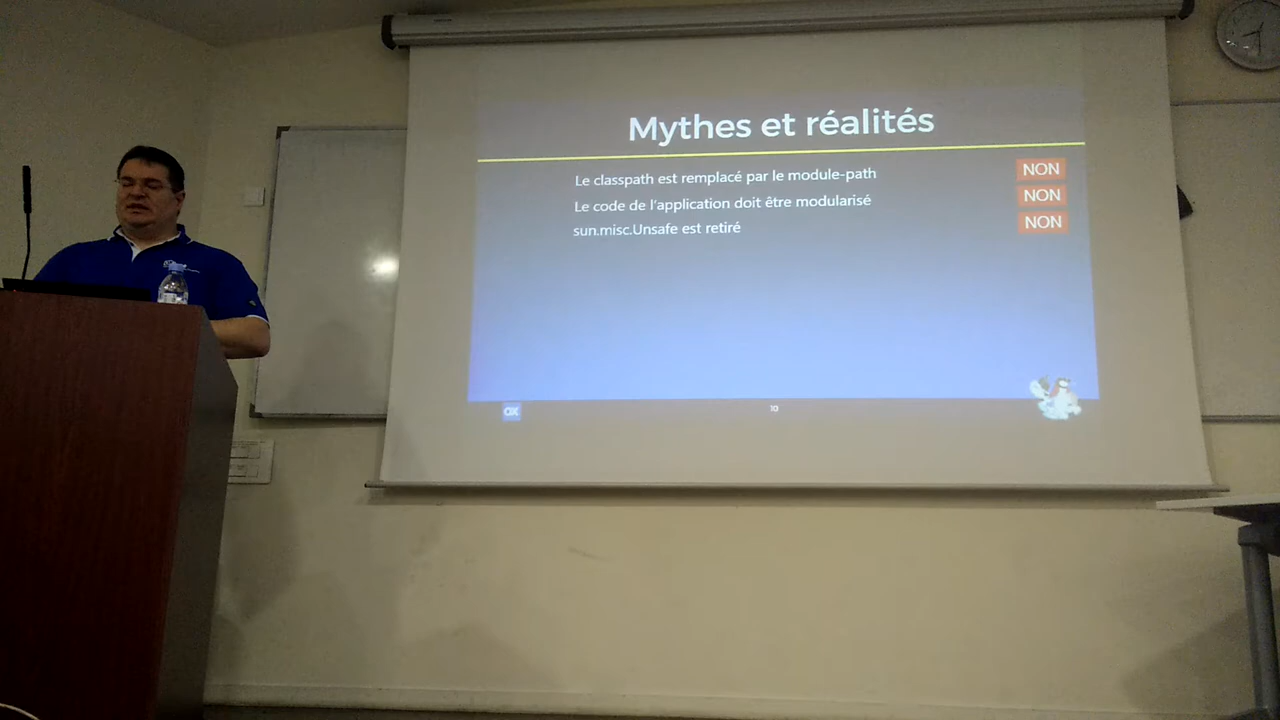 Mythes et réalités
Le classpath est remplacé par le module-path NON
Le code de l'application doit être modularisé NON
sun.misc.Unsafe est retiré NON
10